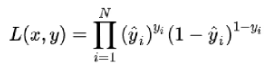 L(x, y) = ∏_{i=1}^{N} (ŷ_i)^{y_i} (1 − ŷ_i)^{1−y_i}